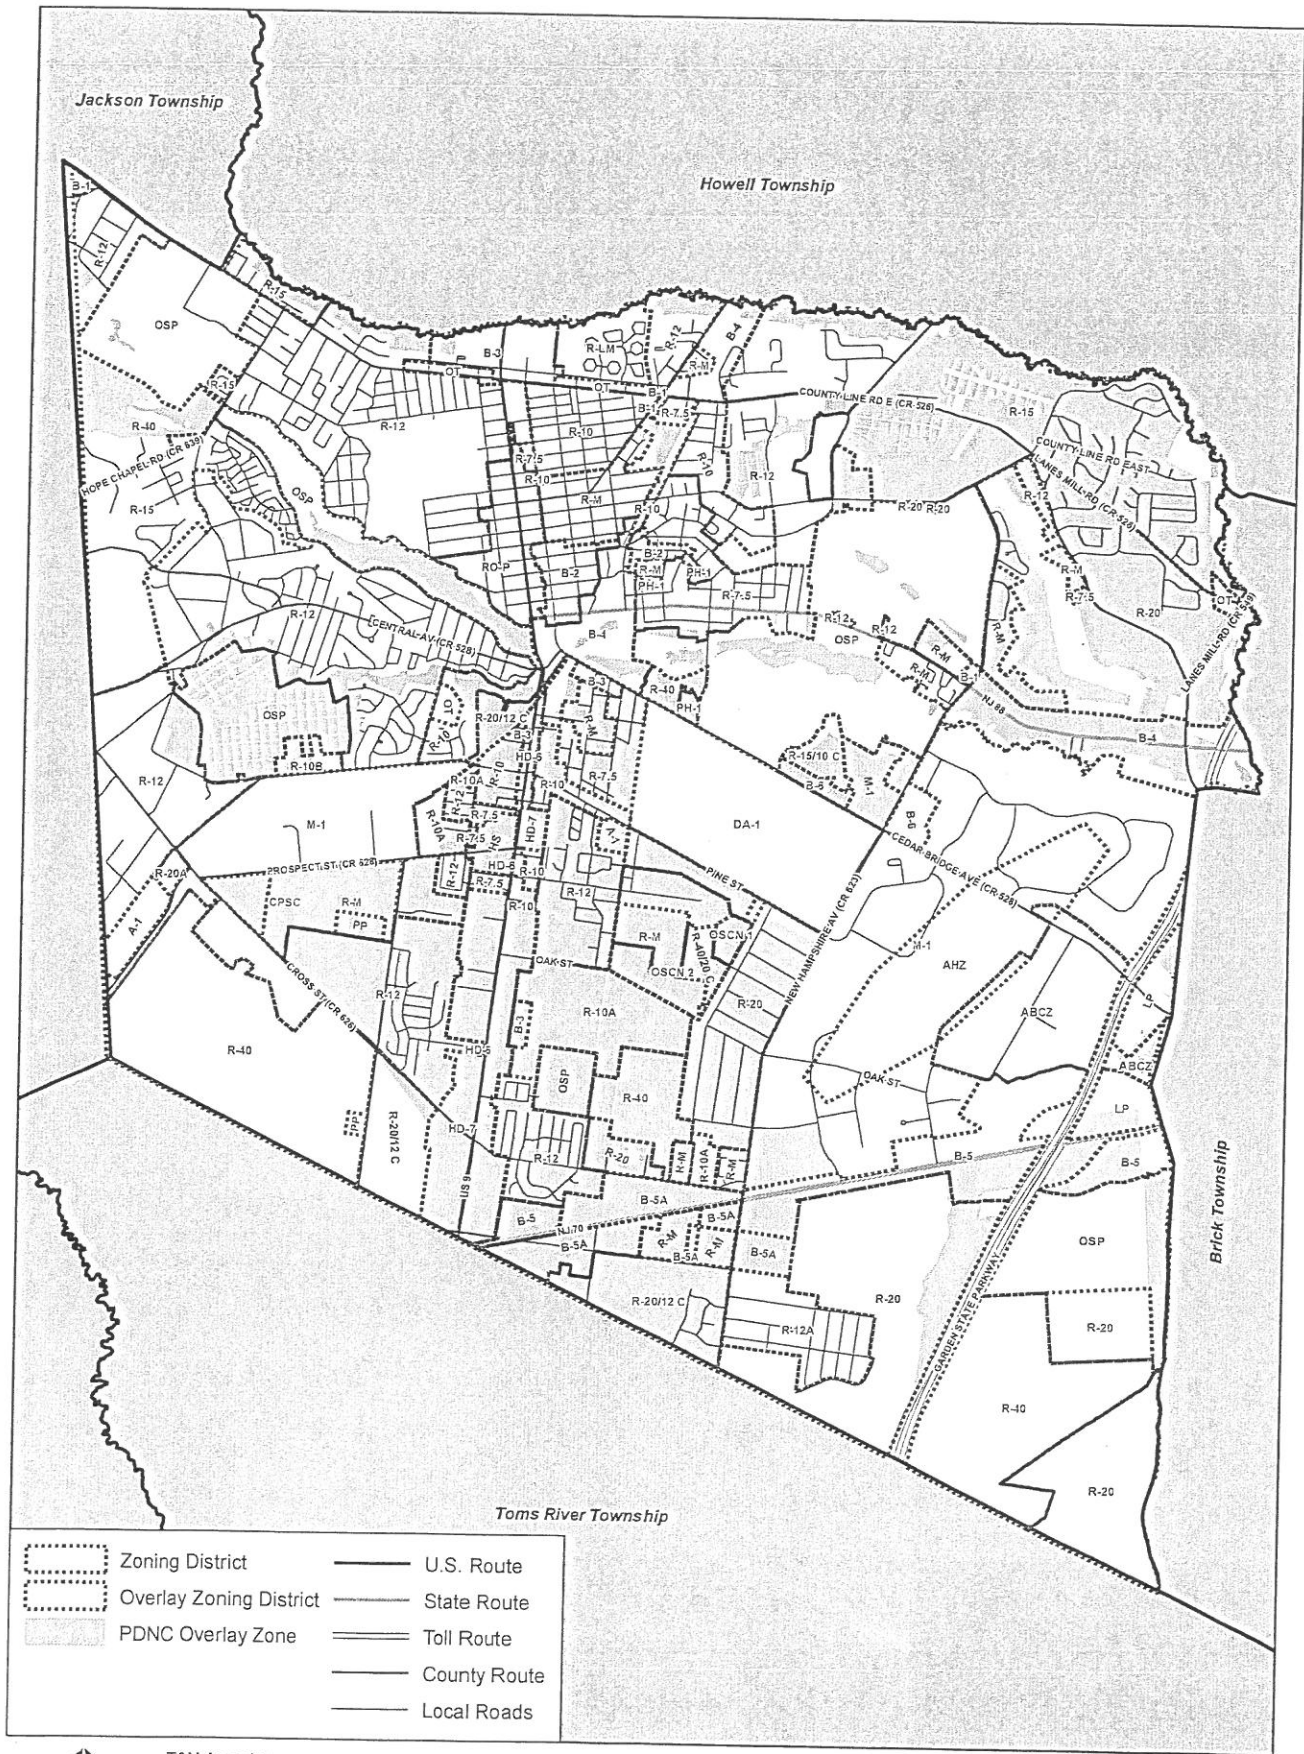 Jackson Township
Howell Township
B-1
R-12
OSP
R-15
B-3
OT
R-LM
R-12
B-4
R-M
OT
B-1
COUNTY LINE RD E (CR 526)
R-15
R-15
B-1
R-7.5
R-40
R-12
R-10
HOPE CHAPEL RD (CR 639)
COUNTY LINE RD EAST
LANES MILL RD (CR 526)
R-7.5
R-10
R-10
R-12
R-12
OSP
R-M
R-15
R-10
R-20
R-20
RO-P
B-2
B-2
R-M
PH-1
PH-1
R-7.5
R-M
R-7.5
R-20
OT
LANES MILL RD (CR 549)
R-12
CENTRAL AV (CR 528)
B-4
R-12
OSP
R-12
R-M
R-M
R-M
B-1
NJ 88
B-4
OSP
OT
R-10
R-20/12 C
B-3
R-M
R-40
PH-1
B-3
HD-6
R-10B
R-12
R-10A
R-10
R-10
R-7.5
R-15/10 C
B-6
M-1
B-6
R-12
R-10A
R-7.5
R-7.5
HS
HD-7
A-1
DA-1
M-1
CEDAR BRIDGE AVE (CR 528)
PROSPECT ST (CR 628)
R-12
HD-6
R-7.5
R-10
R-12
PINE ST
NEW HAMPSHIRE AV (CR 623)
R-20A
A-1
CPSC
R-M
PP
R-10
R-M
OSCN 1
OSCN 2
R-40/20 C
M-1
AHZ
CROSS ST (CR 626)
OAK ST
R-12
R-20
ABCZ
LP
R-40
B-3
R-10A
HD-6
OSP
OAK ST
ABCZ
R-40
LP
PP
R-20/12 C
HD-7
R-12
R-20
R-M
R-10A
R-M
B-5
B-5
US 9
B-5
B-5A
B-5A
NJ 70
B-5A
R-M
R-M
B-5A
B-5A
OSP
Brick Township
R-20/12 C
R-20
GARDEN STATE PARKWAY
R-12A
R-20
R-40
R-20
Toms River Township
Zoning District
Overlay Zoning District
PDNC Overlay Zone
U.S. Route
State Route
Toll Route
County Route
Local Roads